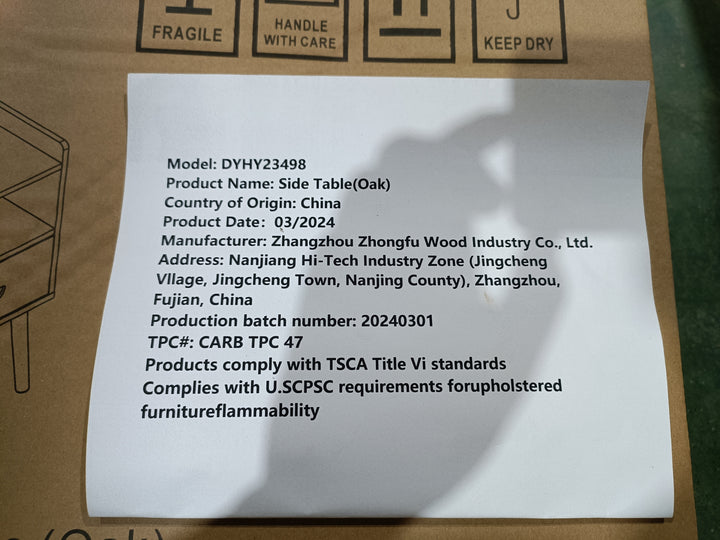 FRAGILE
HANDLE
WITH CARE
KEEP DRY
Model: DYHY23498
Product Name: Side Table(Oak)
Country of Origin: China
Product Date: 03/2024
Manufacturer: Zhangzhou Zhongfu Wood Industry Co., Ltd.
Address: Nanjiang Hi-Tech Industry Zone (Jingcheng
Vllage, Jingcheng Town, Nanjing County), Zhangzhou,
Fujian, China
Production batch number: 20240301
TPC#: CARB TPC 47
Products comply with TSCA Title Vi standards
Complies with U.SCPSC requirements forupholstered
furnitureflammability
(Oak)